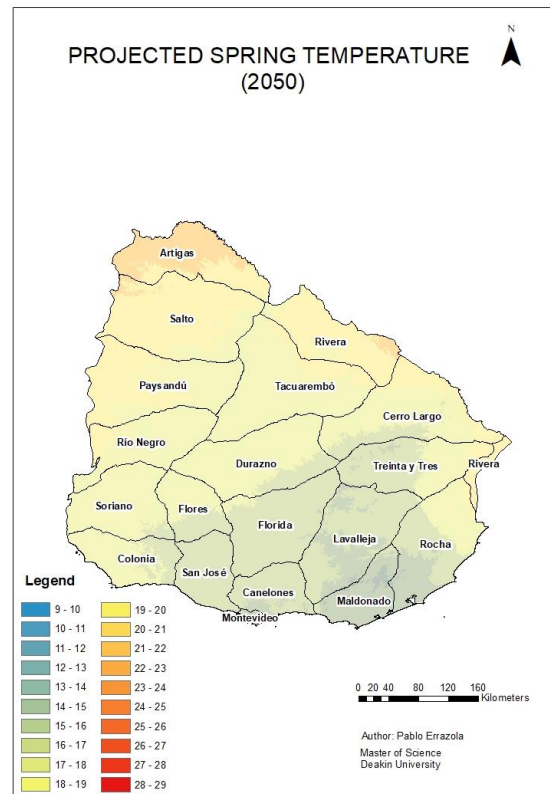 N
PROJECTED SPRING TEMPERATURE
(2050)
Artigas
Salto
Rivera
Paysandú
Tacuarembó
Cerro Largo
Río Negro
Durazno
Treinta y Tres
Rivera
Soriano
Flores
Florida
Lavalleja
Rocha
Colonia
San José
Canelones
Maldonado
Montevideo
Legend
9 - 10
10 - 11
11 - 12
12 - 13
13 - 14
14 - 15
15 - 16
16 - 17
17 - 18
18 - 19
19 - 20
20 - 21
21 - 22
22 - 23
23 - 24
24 - 25
25 - 26
26 - 27
27 - 28
28 - 29
0 20 40 80 120 160
Kilometers
Author: Pablo Errazola
Master of Science
Deakin University